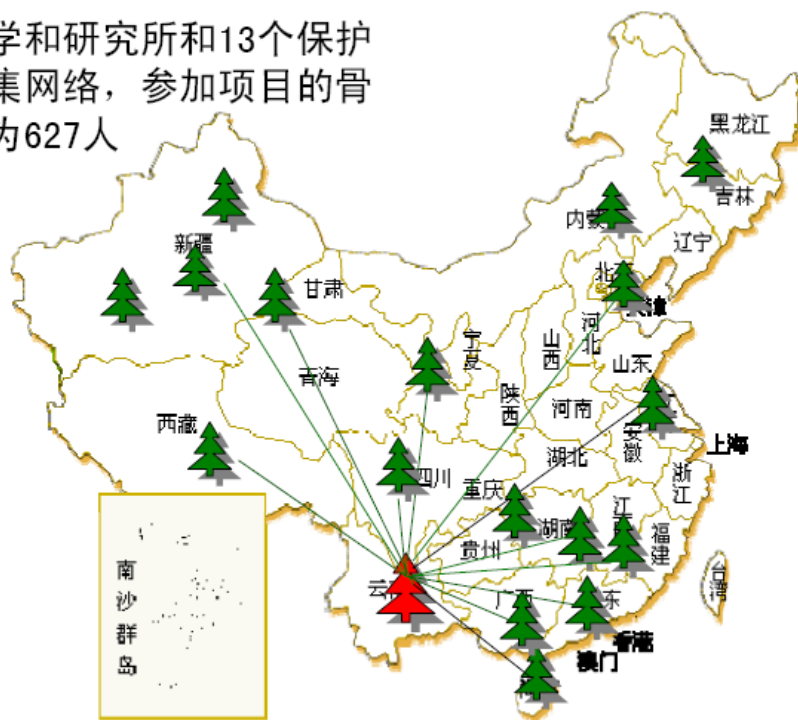 学和研究所和13个保护
集网络，参加项目的骨
为627人
黑龙江
吉林
内蒙
辽宁
新疆
北
甘肃
天津
河北
山西
宁夏
山东
青海
陕西
河南
西藏
安徽
上海
湖北
四川
重庆
浙江
江
湖南
福建
贵州
台湾
南沙群岛
云
广西
东
香港
澳门